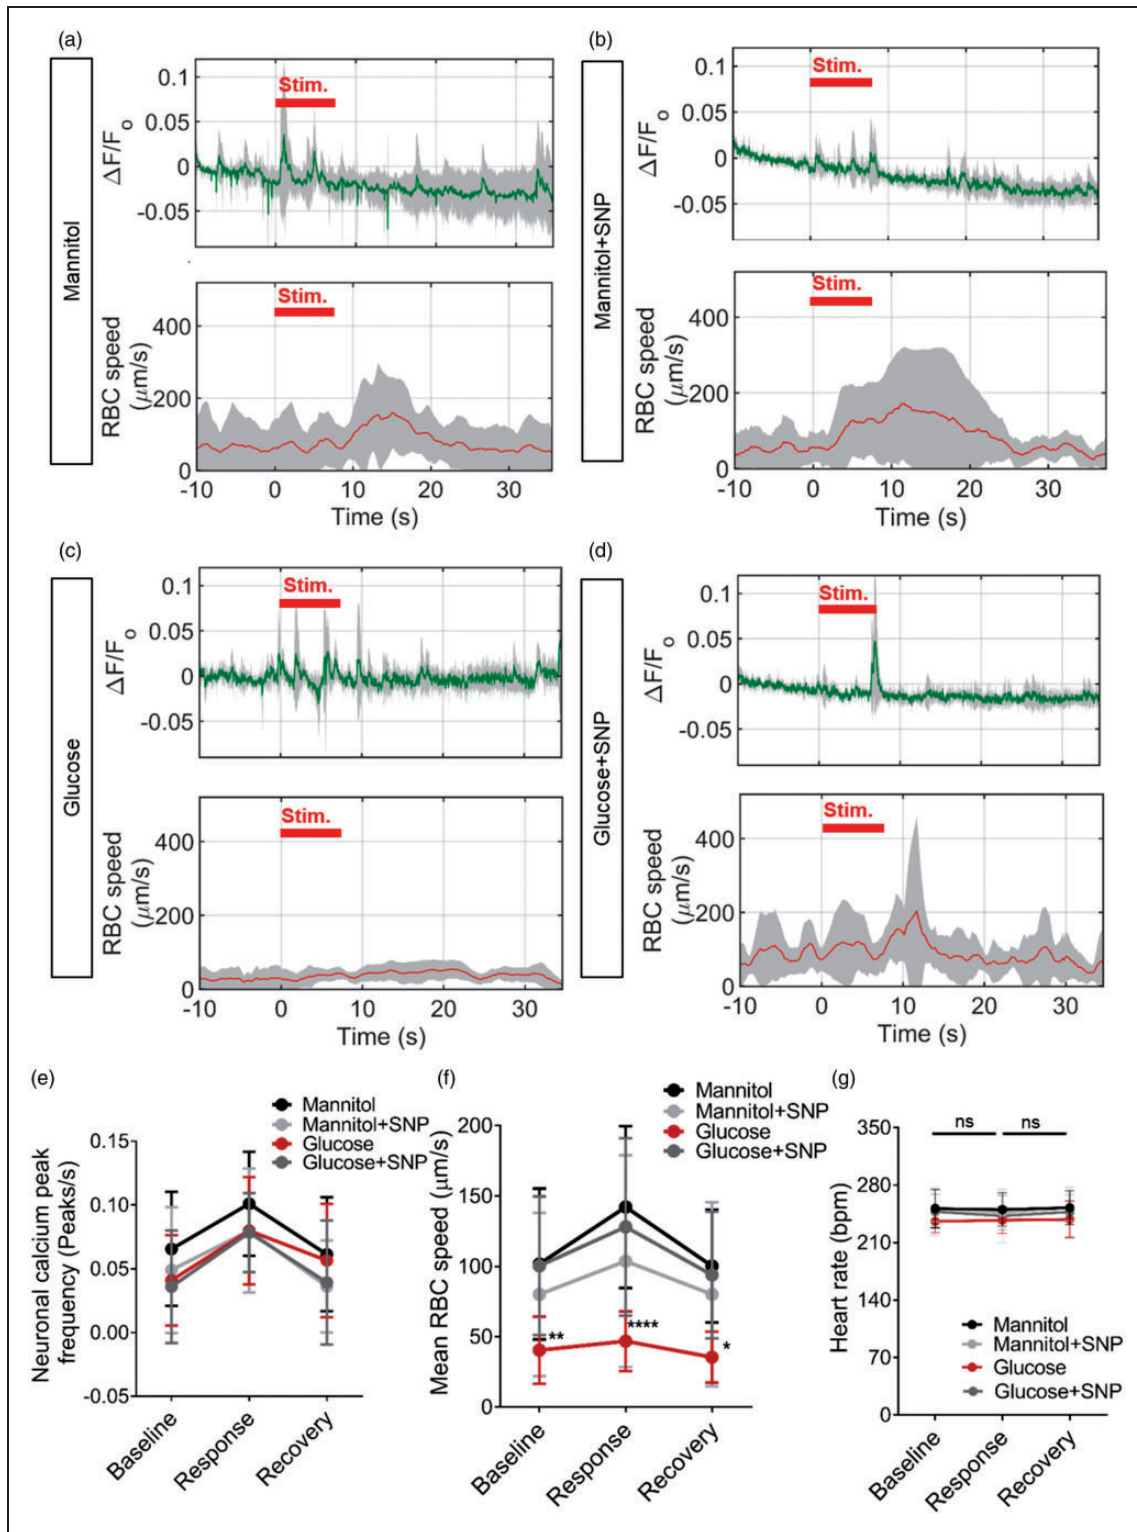 (a)
Mannitol
ΔF/Fo
0.1
0.05
0
-0.05
Stim.
RBC speed
(μm/s)
400
200
0
Stim.
-10 0 10 20 30
Time (s)
(b)
Mannitol+SNP
ΔF/Fo
0.1
0.05
0
-0.05
Stim.
RBC speed
(μm/s)
400
200
0
Stim.
-10 0 10 20 30
Time (s)
(c)
Glucose
ΔF/Fo
0.1
0.05
0
-0.05
Stim.
RBC speed
(μm/s)
400
200
0
Stim.
-10 0 10 20 30
Time (s)
(d)
Glucose+SNP
ΔF/Fo
0.1
0.05
0
-0.05
Stim.
RBC speed
(μm/s)
400
200
0
Stim.
-10 0 10 20 30
Time (s)
(e)
Mannitol
Mannitol+SNP
Glucose
Glucose+SNP
Neuronal calcium peak
frequency (Peaks/s)
0.15
0.10
0.05
0.00
-0.05
Baseline
Response
Recovery
(f)
Mannitol
Mannitol+SNP
Glucose
Glucose+SNP
Mean RBC speed (μm/s)
200
150
100
50
0
**
****
*
Baseline
Response
Recovery
(g)
ns ns
Heart rate (bpm)
350
280
210
140
70
0
Mannitol
Mannitol+SNP
Glucose
Glucose+SNP
Baseline
Response
Recovery